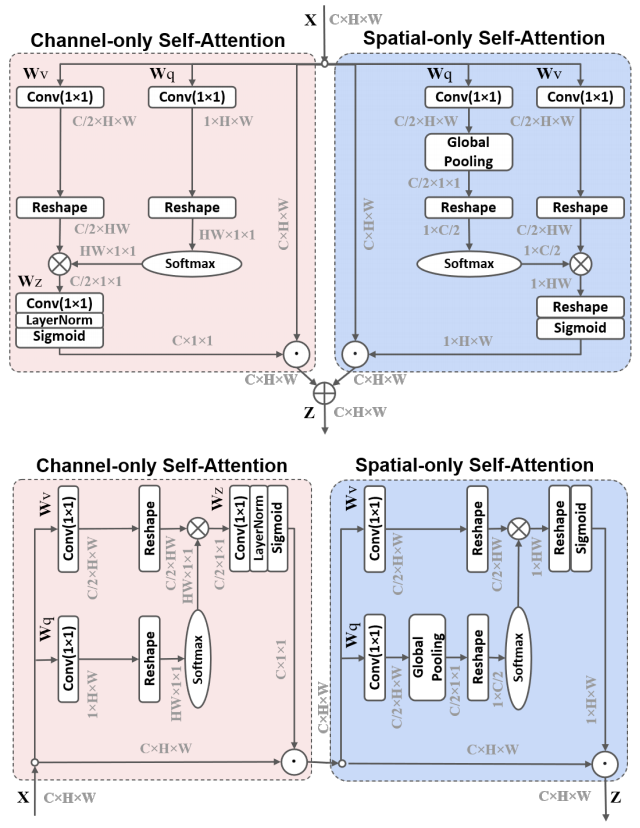 X C×H×W
Channel-only Self-Attention
Spatial-only Self-Attention
Wv Wq Wq Wv
Conv(1×1) Conv(1×1) Conv(1×1) Conv(1×1)
C/2×H×W 1×H×W C/2×H×W C/2×H×W
Global
Pooling
C/2×1×1
Reshape Reshape C×H×W C×H×W Reshape Reshape
C/2×HW HW×1×1 1×C/2 C/2×HW
HW×1×1 Softmax Softmax 1×C/2
Wz C/2×1×1 1×HW
Conv(1×1) Reshape
LayerNorm Sigmoid
Sigmoid
C×1×1 1×H×W
C×H×W C×H×W
Z C×H×W
Channel-only Self-Attention
Spatial-only Self-Attention
Wv Conv(1×1) C/2×H×W Reshape C/2×HW HW×1×1 Wz C/2×1×1 Conv(1×1) LayerNorm Sigmoid
Wq Conv(1×1) 1×H×W Reshape HW×1×1 Softmax C×1×1
C×H×W
X C×H×W
C×H×W
Wv Conv(1×1) C/2×H×W Reshape C/2×HW 1×HW Reshape Sigmoid
Wq Conv(1×1) C/2×H×W Global Pooling C/2×1×1 Reshape 1×C/2 Softmax 1×H×W
C×H×W
C×H×W Z